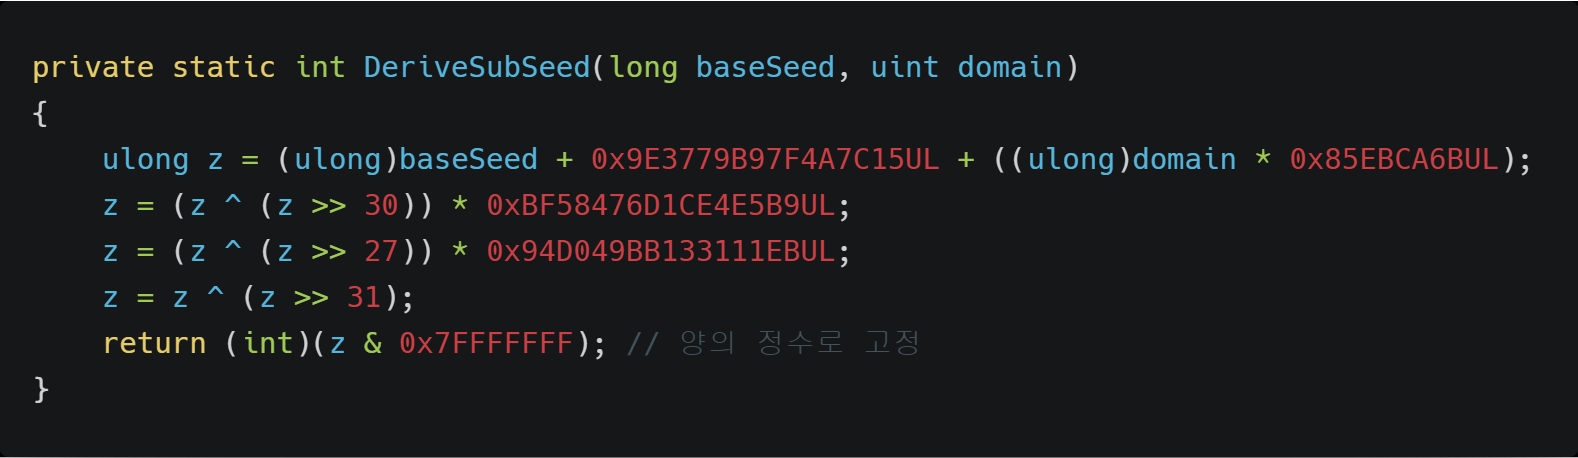 private static int DeriveSubSeed(long baseSeed, uint domain)
{
    ulong z = (ulong)baseSeed + 0x9E3779B97F4A7C15UL + ((ulong)domain * 0x85EBCA6BUL);
    z = (z ^ (z >> 30)) * 0xBF58476D1CE4E5B9UL;
    z = (z ^ (z >> 27)) * 0x94D049BB133111EBUL;
    z = z ^ (z >> 31);
    return (int)(z & 0x7FFFFFFF); // 양의 정수로 고정
}